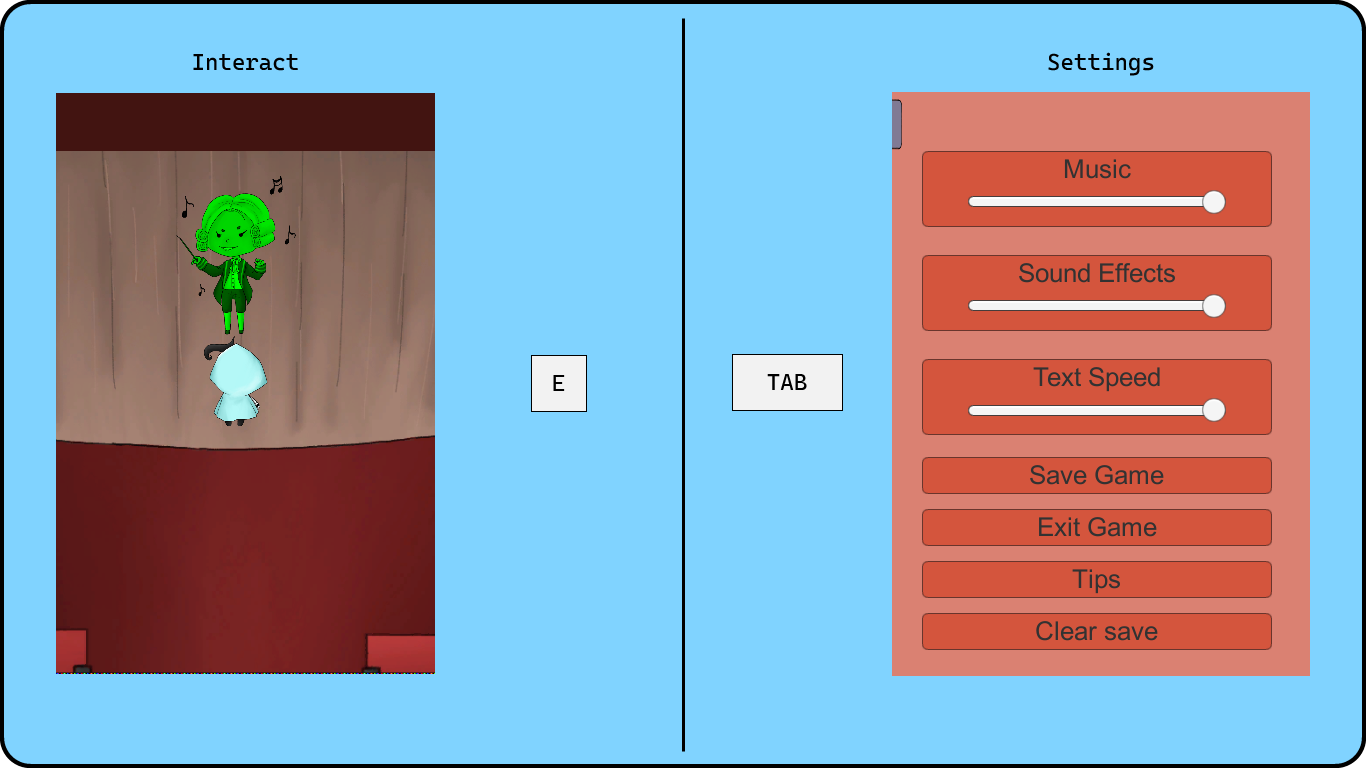 Interact
E
Settings
TAB
Music
Sound Effects
Text Speed
Save Game
Exit Game
Tips
Clear save